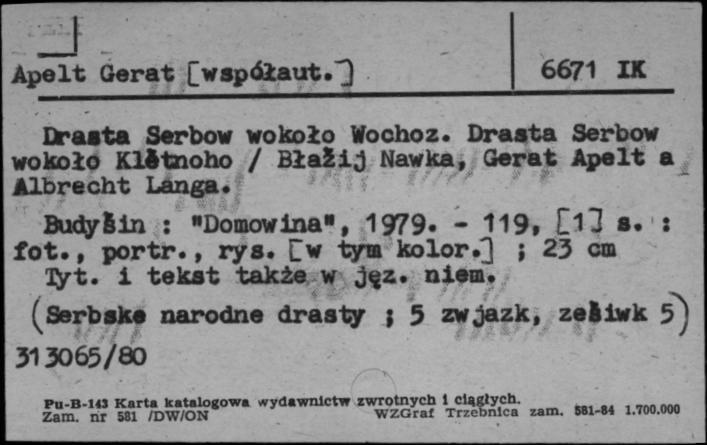 Apelt Gerat [współaut.]
6671 IK
Drasta Serbow wokoło Wochoz. Drasta Serbow
wokoło Klětnoho / Błažij Nawka, Gerat Apelt a
Albrecht Langa.
Budyšin : "Domowina", 1979. - 119, [1] s. :
fot., portr., rys. [w tym kolor.] ; 23 cm
Tyt. i tekst także w jęz. niem.
(Serbske narodne drasty ; 5 zwjazk, zešiwk 5)
313065/80
Pu-B-143 Karta katalogowa wydawnictw zwrotnych i ciągłych.
Zam. nr 581 /DW/ON WZGraf Trzebnica zam. 581-84 1.700.000